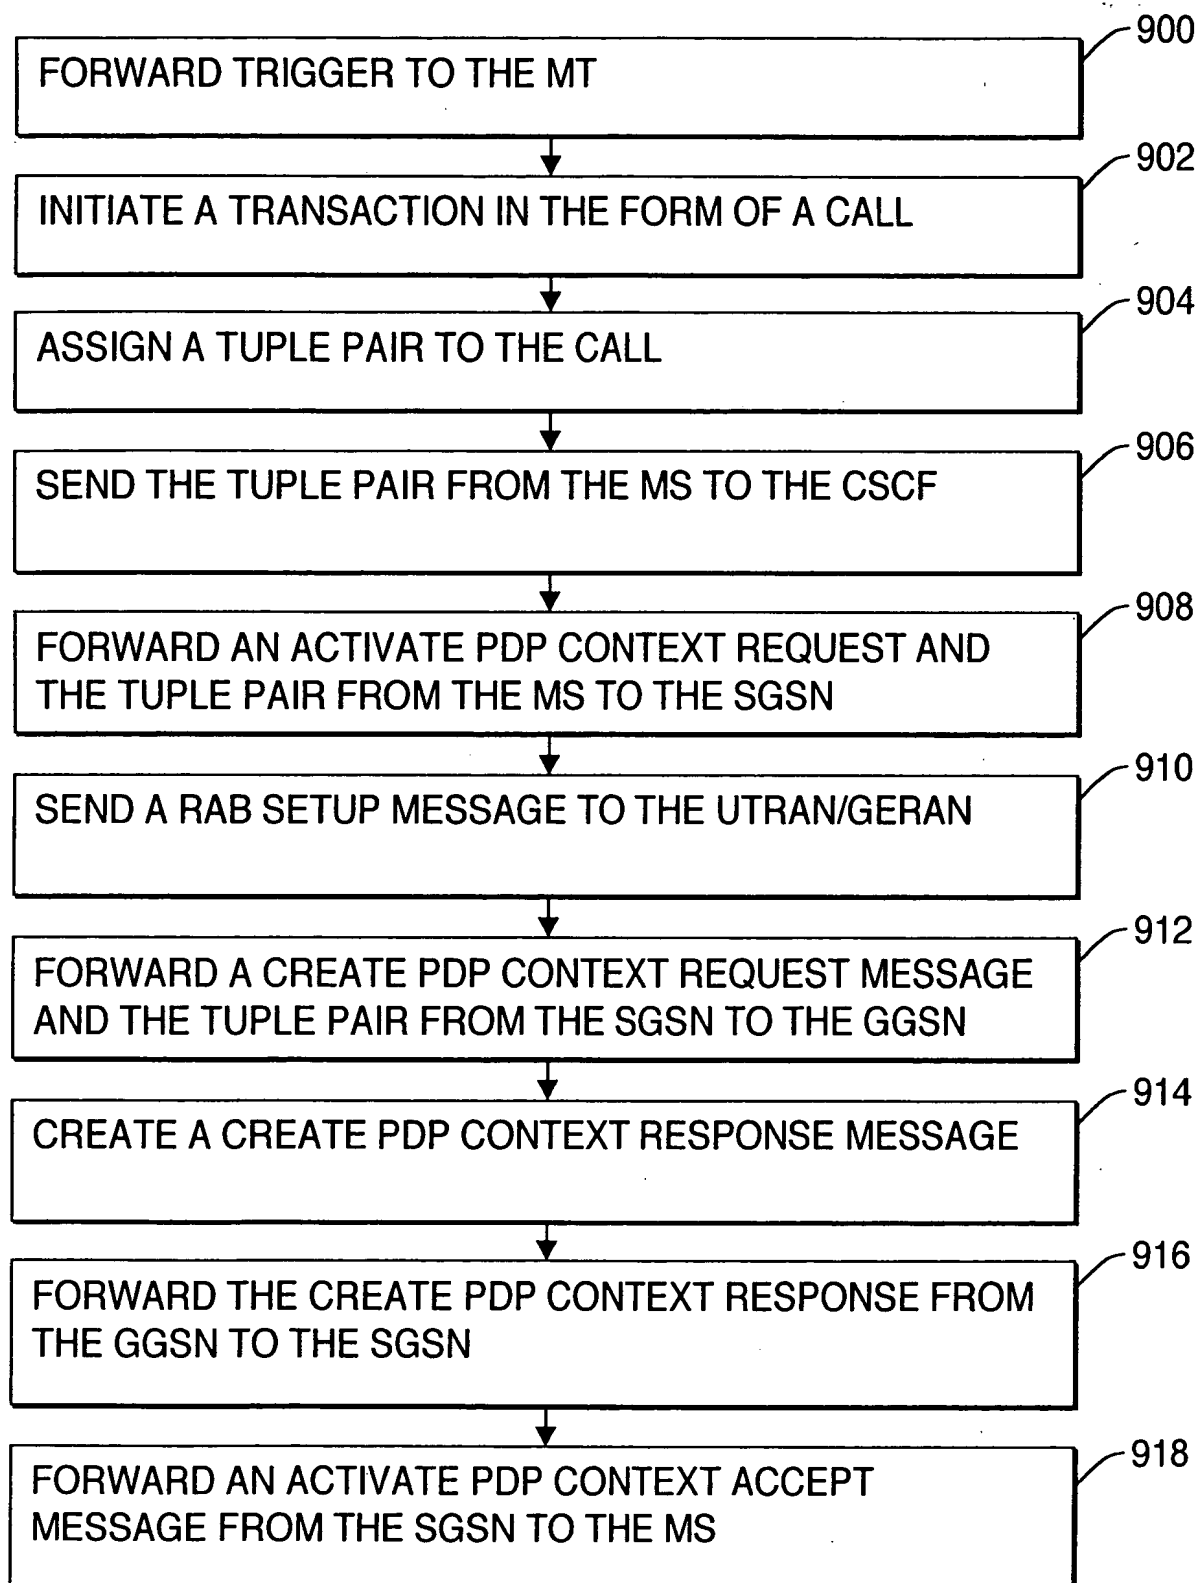 900
FORWARD TRIGGER TO THE MT
902
INITIATE A TRANSACTION IN THE FORM OF A CALL
904
ASSIGN A TUPLE PAIR TO THE CALL
906
SEND THE TUPLE PAIR FROM THE MS TO THE CSCF
908
FORWARD AN ACTIVATE PDP CONTEXT REQUEST AND
THE TUPLE PAIR FROM THE MS TO THE SGSN
910
SEND A RAB SETUP MESSAGE TO THE UTRAN/GERAN
912
FORWARD A CREATE PDP CONTEXT REQUEST MESSAGE
AND THE TUPLE PAIR FROM THE SGSN TO THE GGSN
914
CREATE A CREATE PDP CONTEXT RESPONSE MESSAGE
916
FORWARD THE CREATE PDP CONTEXT RESPONSE FROM
THE GGSN TO THE SGSN
918
FORWARD AN ACTIVATE PDP CONTEXT ACCEPT
MESSAGE FROM THE SGSN TO THE MS